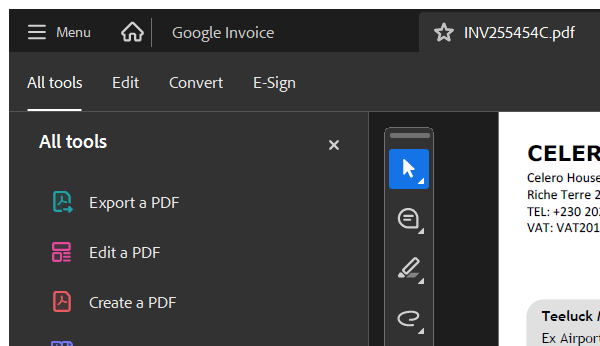 Menu
Google Invoice
INV255454C.pdf
All tools
Edit
Convert
E-Sign
All tools
Export a PDF
Edit a PDF
Create a PDF
CELER
Celero House
Riche Terre 2
TEL: +230 20
VAT: VAT201
Teeluck
Ex Airport